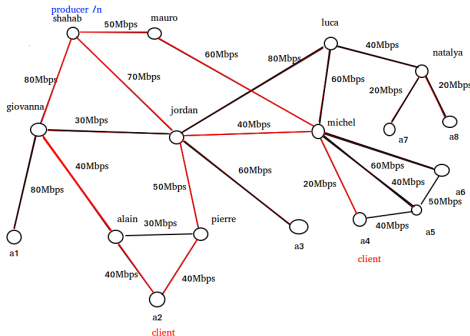 producer /n
shahab
50Mbps
mauro
luca
40Mbps
natalya
60Mbps
80Mbps
80Mbps
70Mbps
60Mbps
20Mbps
20Mbps
giovanna
30Mbps
jordan
40Mbps
michel
a7
a8
40Mbps
60Mbps
80Mbps
50Mbps
60Mbps
20Mbps
40Mbps
a6
50Mbps
a1
alain
30Mbps
pierre
a3
a4
40Mbps
a5
client
40Mbps
40Mbps
a2
client